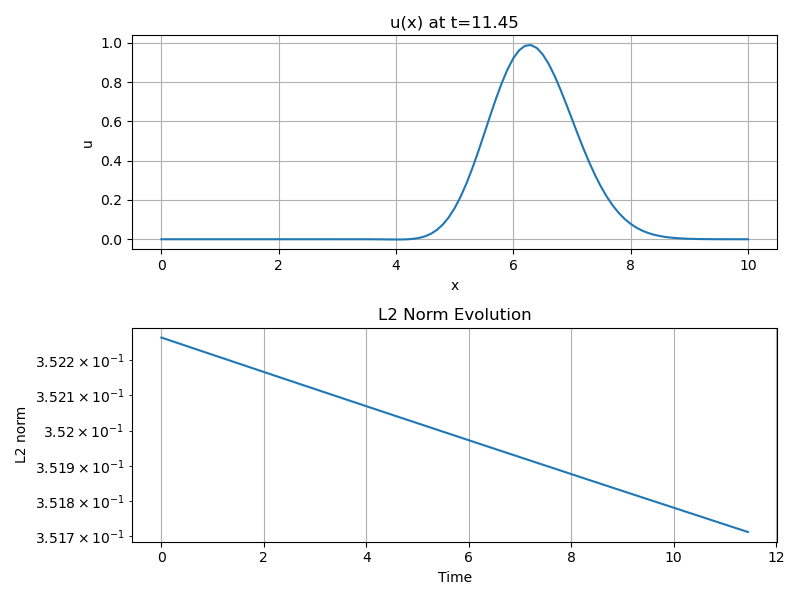 u(x) at t=11.45
1.0
0.8
0.6
0.4
0.2
0.0
u
0 2 4 6 8 10
x
L2 Norm Evolution
3.522 × 10⁻¹
3.521 × 10⁻¹
3.52 × 10⁻¹
3.519 × 10⁻¹
3.518 × 10⁻¹
3.517 × 10⁻¹
L2 norm
0 2 4 6 8 10 12
Time